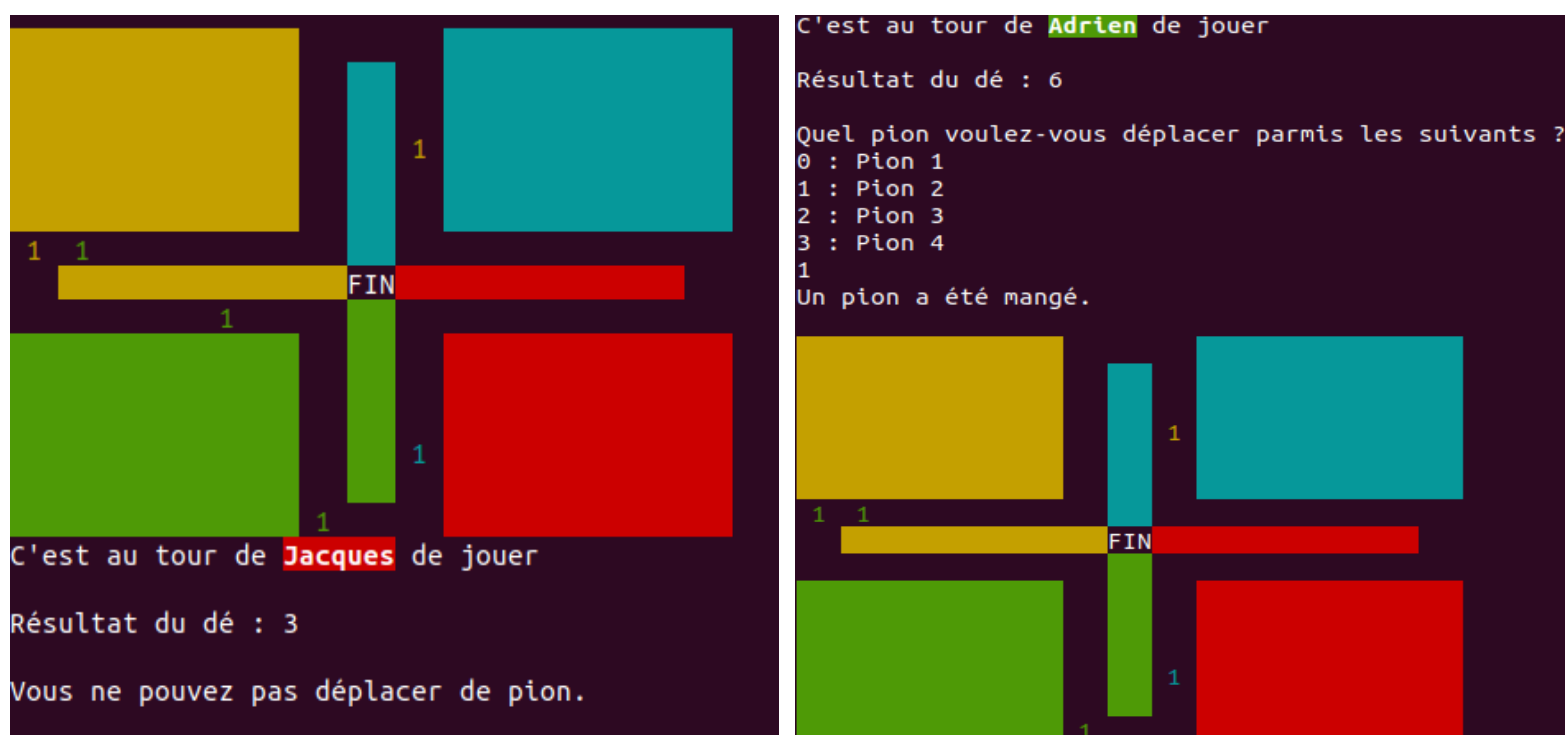 1
1 1
FIN
1
1
1
C'est au tour de Jacques de jouer
Résultat du dé : 3
Vous ne pouvez pas déplacer de pion.
C'est au tour de Adrien de jouer
Résultat du dé : 6
Quel pion voulez-vous déplacer parmis les suivants ?
0 : Pion 1
1 : Pion 2
2 : Pion 3
3 : Pion 4
1
Un pion a été mangé.
1
1 1
FIN
1
1